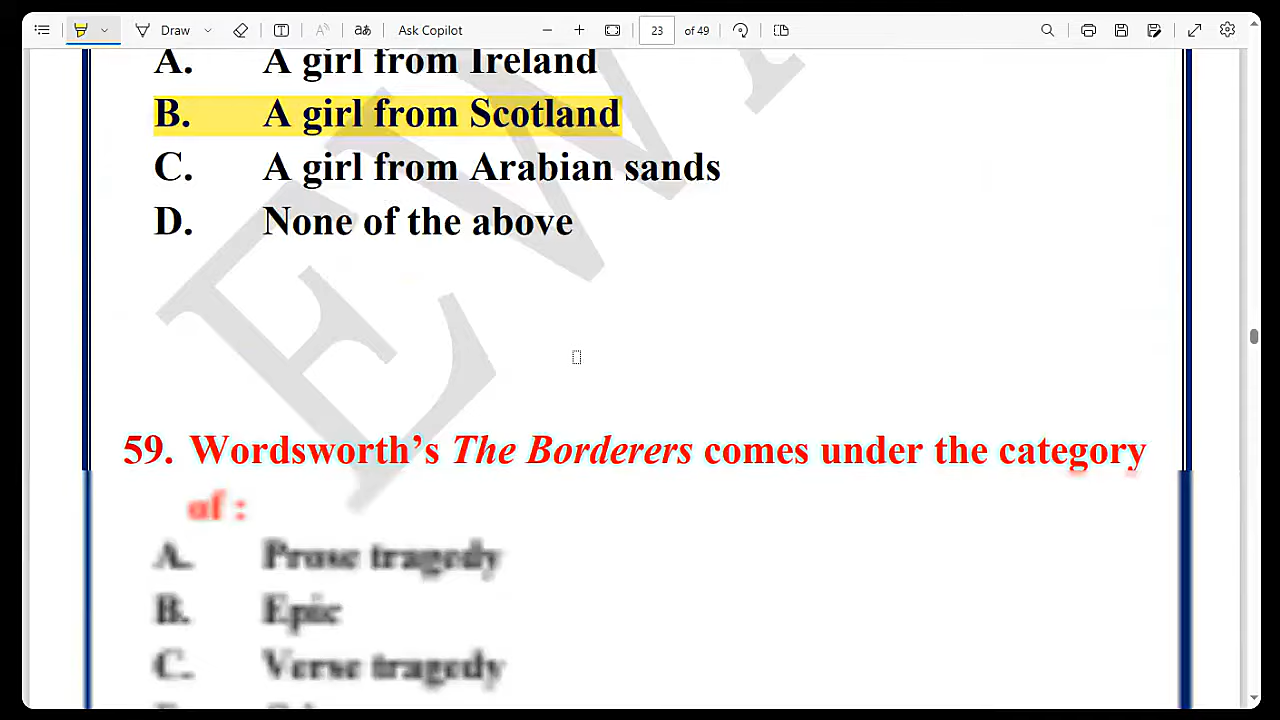 Draw
Ask Copilot
23 of 49
A. A girl from Ireland
B. A girl from Scotland
C. A girl from Arabian sands
D. None of the above
59. Wordsworth's The Borderers comes under the category
of :
A. Prose tragedy
B. Epic
C. Verse tragedy